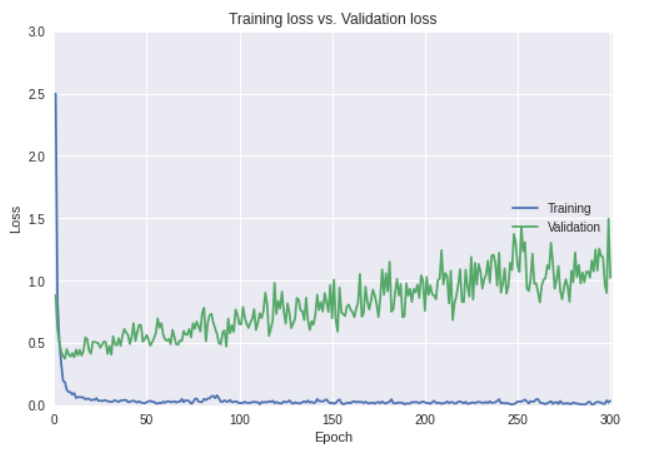 Training loss vs. Validation loss
3.0
2.5
2.0
1.5
1.0
0.5
0.0
Loss
Training
Validation
0 50 100 150 200 250 300
Epoch